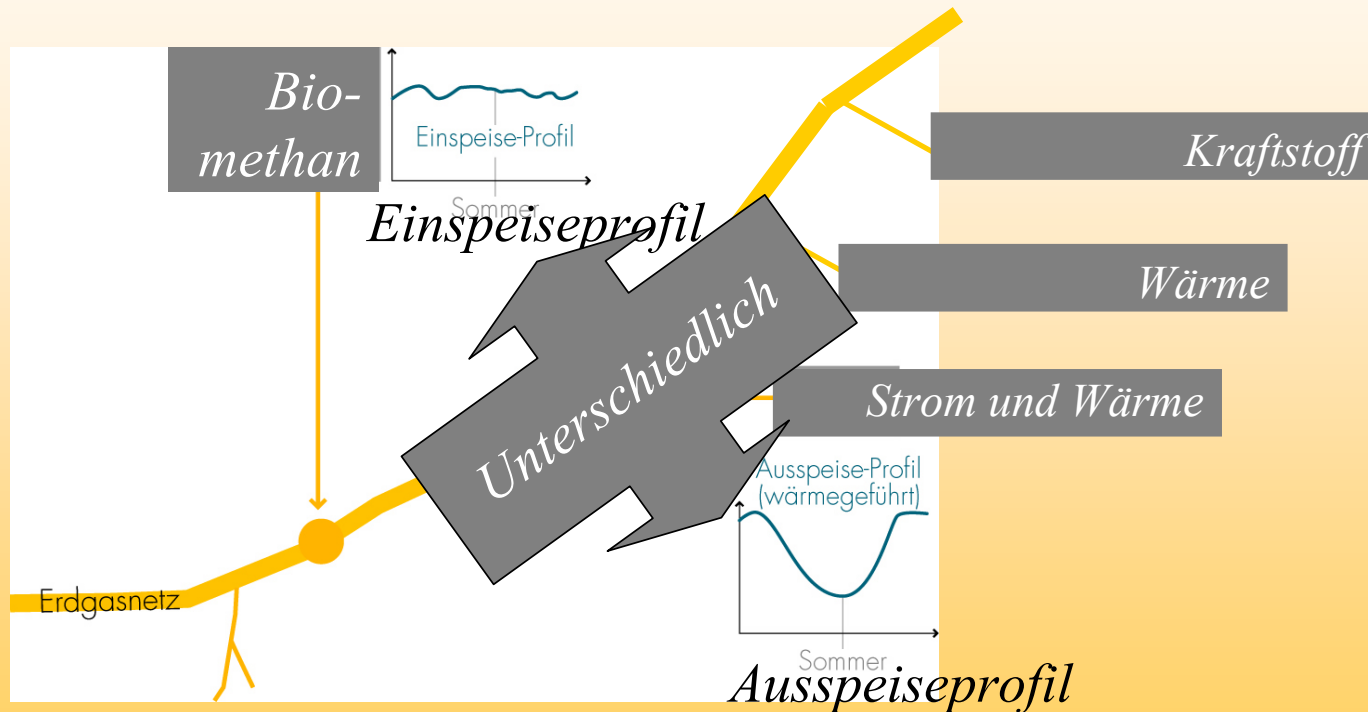 Bio-
methan
Einspeise-Profil
Sommer
Einspeiseprofil
Kraftstoff
Wärme
Unterschiedlich
Strom und Wärme
Ausspeise-Profil
(wärmegeführt)
Erdgasnetz
Sommer
Ausspeiseprofil